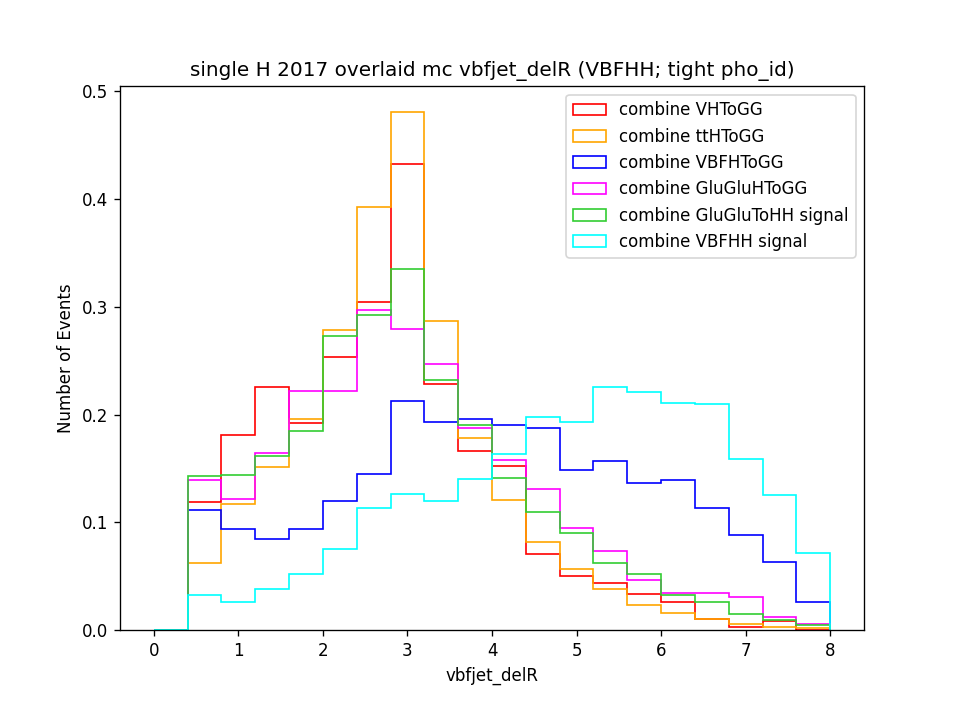 single H 2017 overlaid mc vbfjet_delR (VBFHH; tight pho_id)
combine VHToGG
combine ttHToGG
combine VBFHToGG
combine GluGluHToGG
combine GluGluToHH signal
combine VBFHH signal
Number of Events
0.5
0.4
0.3
0.2
0.1
0.0
0 1 2 3 4 5 6 7 8
vbfjet_delR